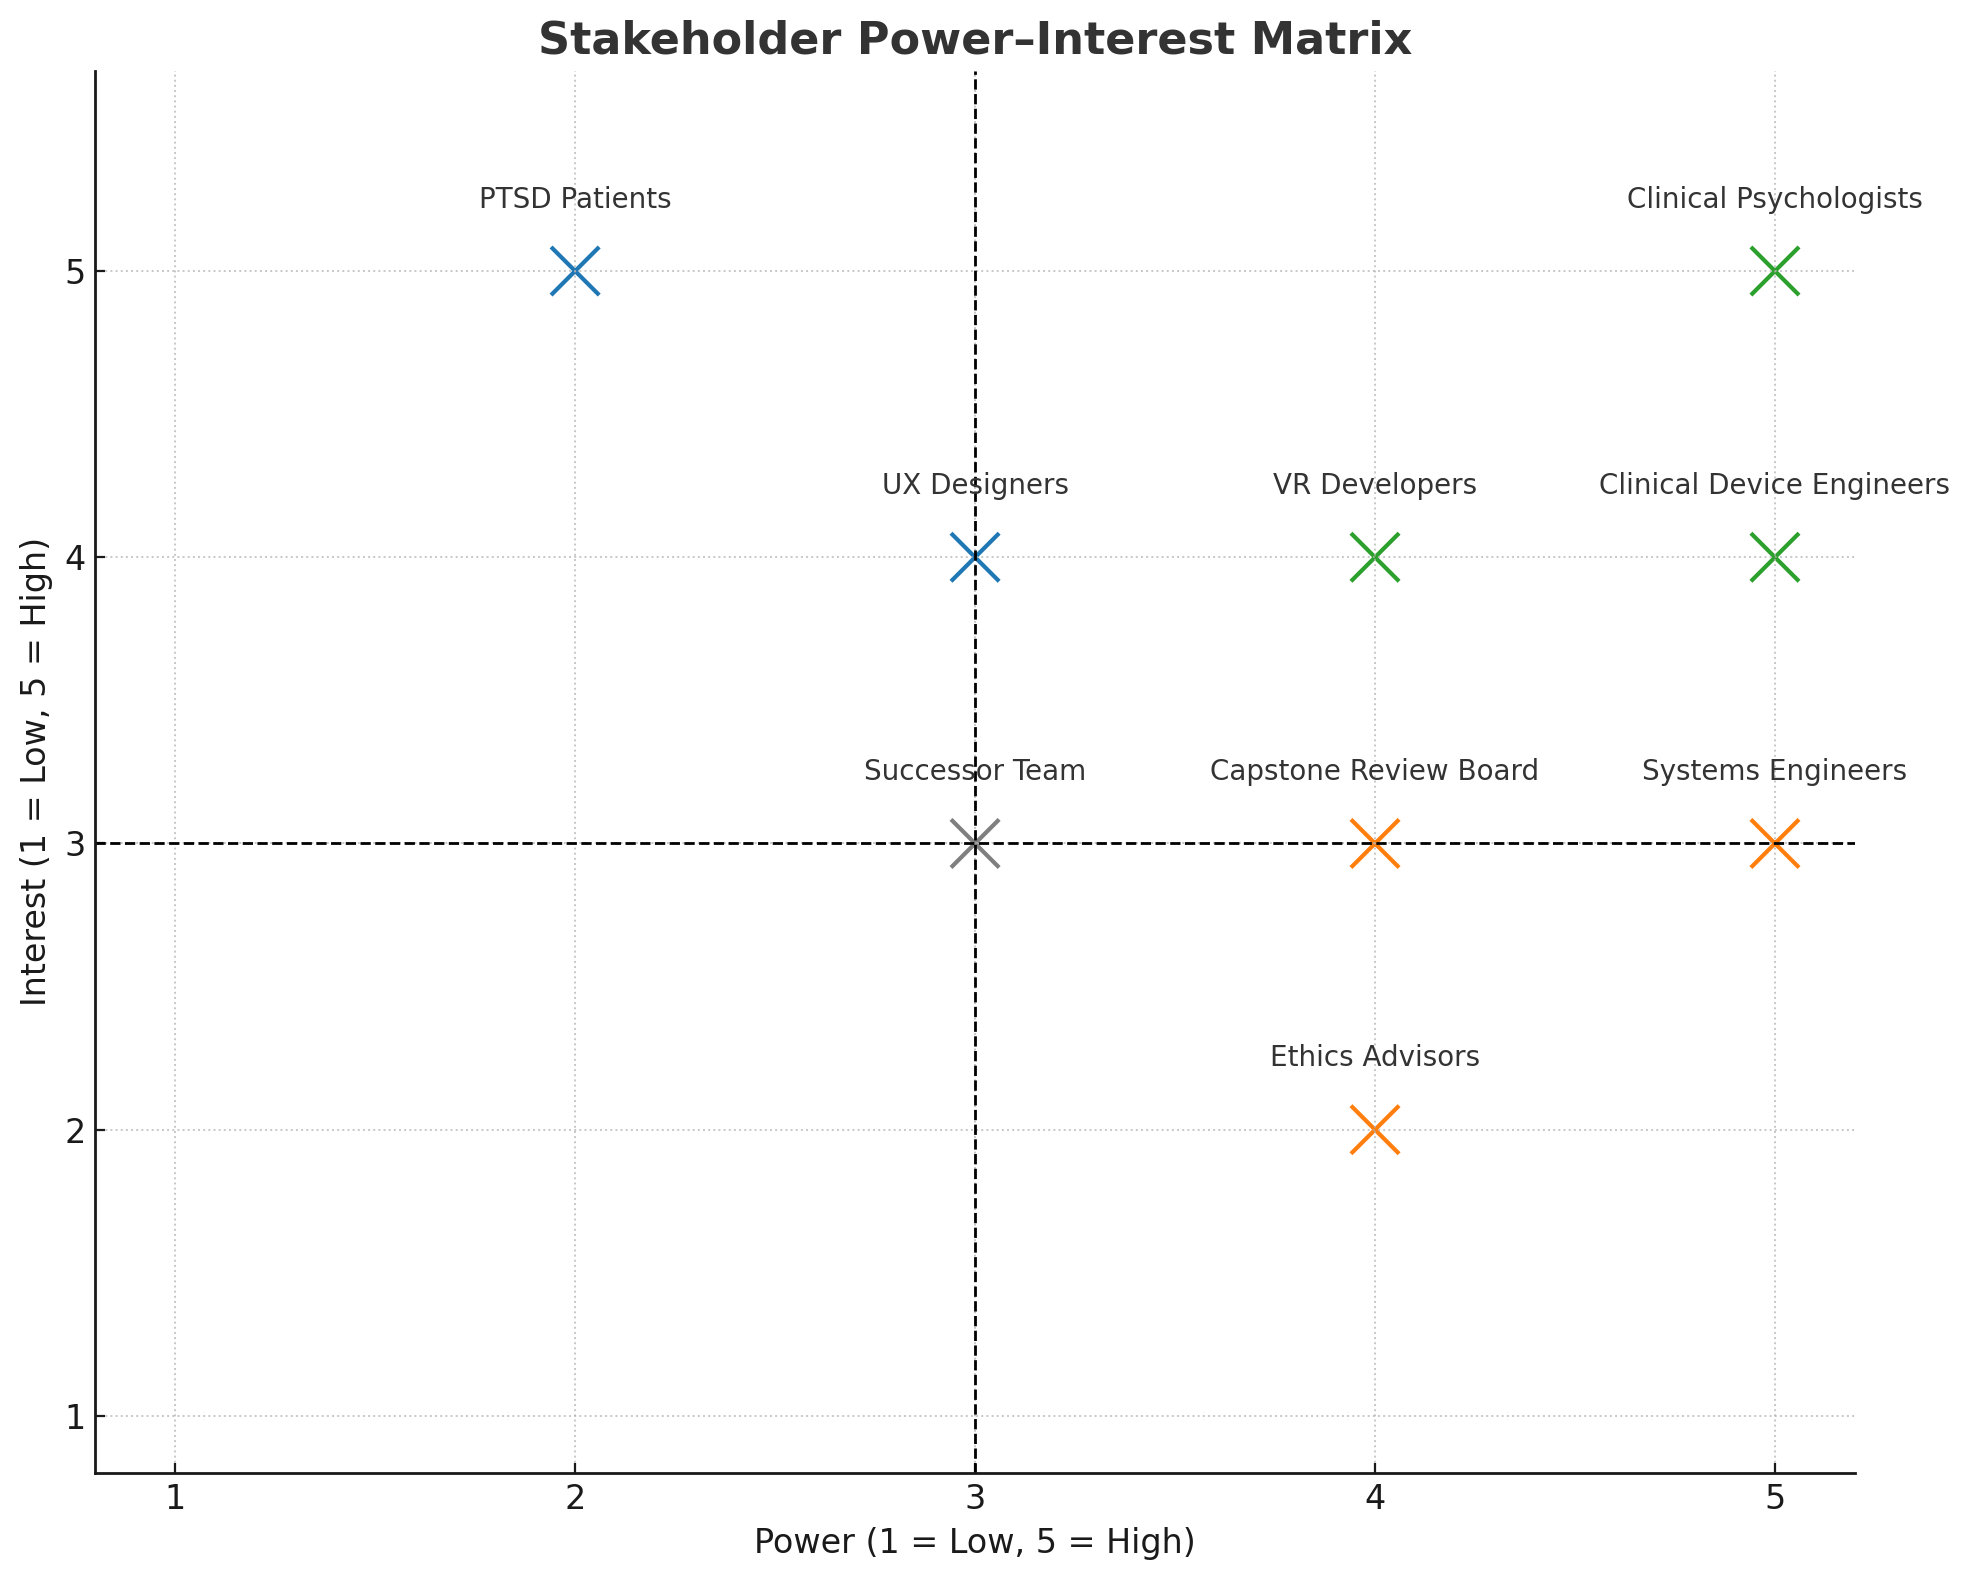 Stakeholder Power–Interest Matrix
PTSD Patients
Clinical Psychologists
5
UX Designers
VR Developers
Clinical Device Engineers
4
Successor Team
Capstone Review Board
Systems Engineers
3
Ethics Advisors
2
1
Interest (1 = Low, 5 = High)
1 2 3 4 5
Power (1 = Low, 5 = High)